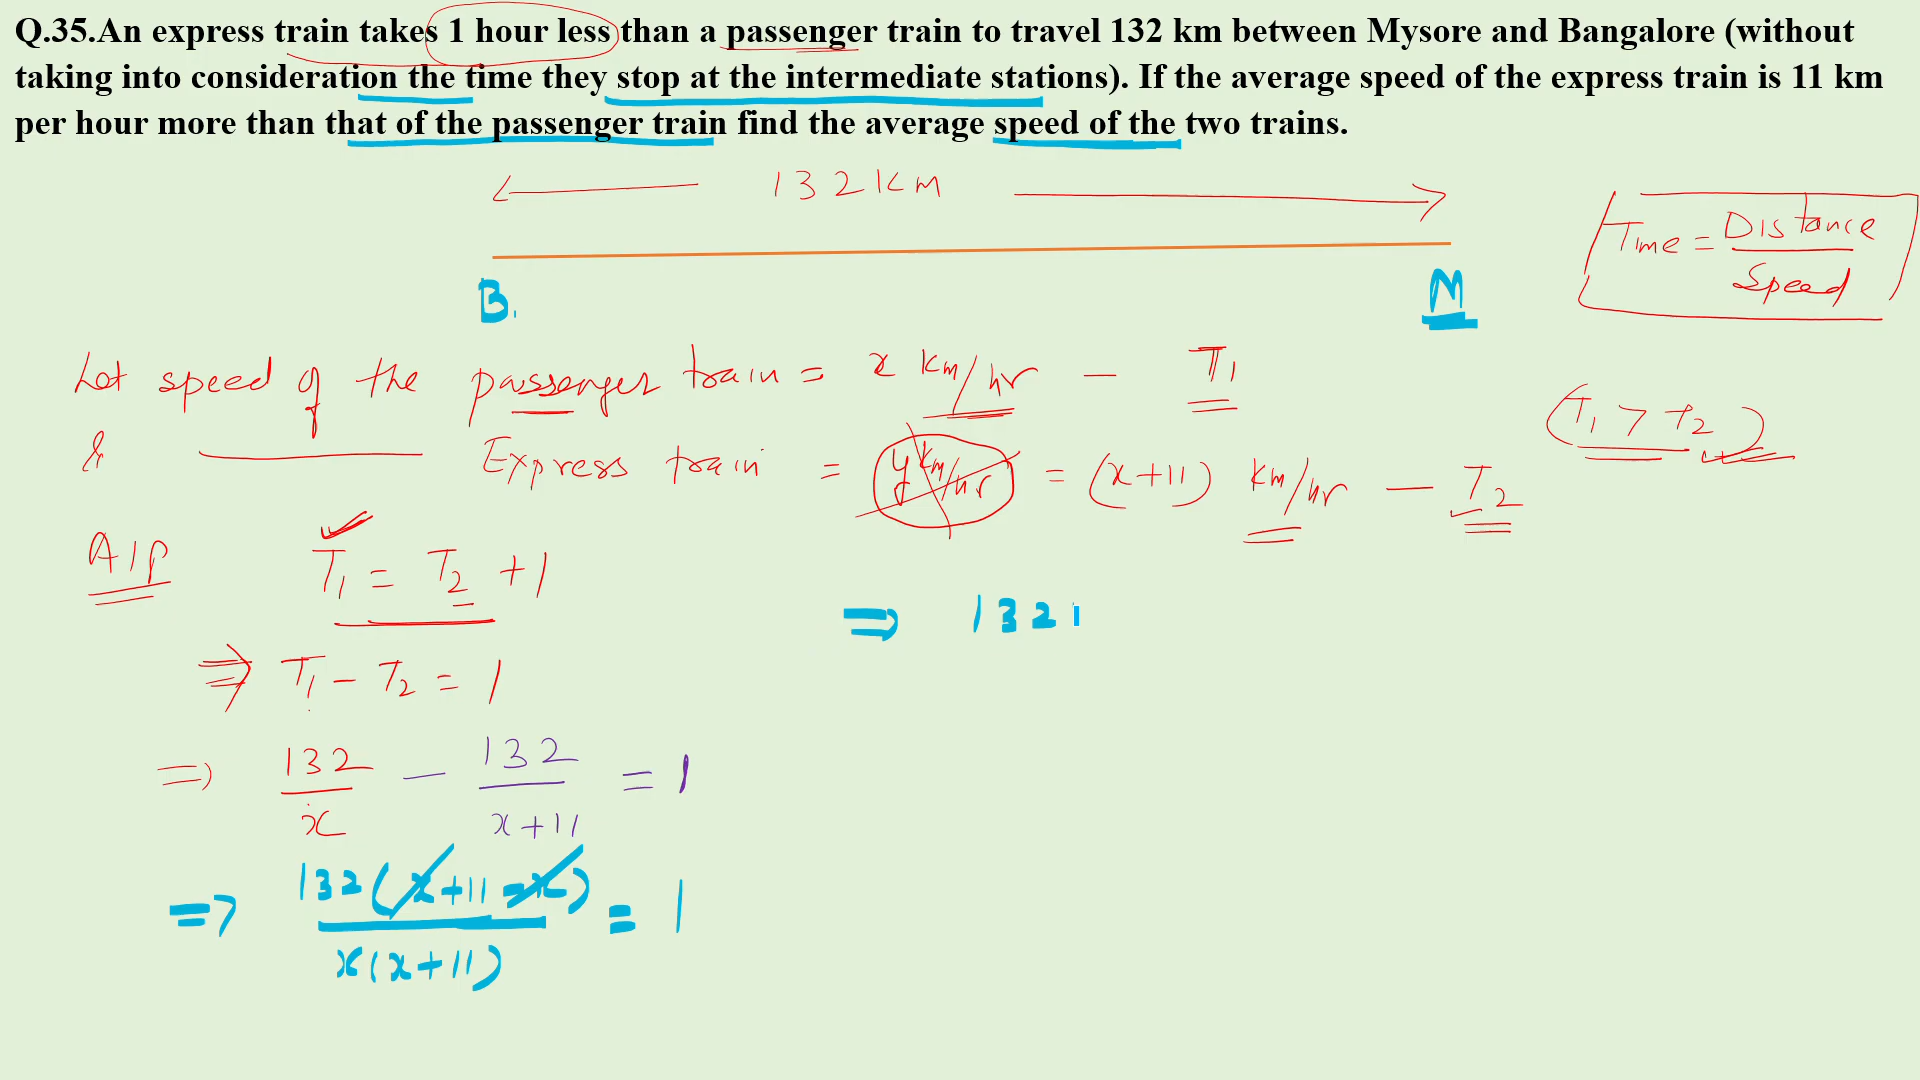 Q.35.An express train takes 1 hour less than a passenger train to travel 132 km between Mysore and Bangalore (without
taking into consideration the time they stop at the intermediate stations). If the average speed of the express train is 11 km
per hour more than that of the passenger train find the average speed of the two trains.
132 KM
Time = Distance / Speed
B. M
Let speed of the passenger train = x km/hr — T1
& ——— Express train = y km/hr = (x+11) km/hr — T2
(T1 > T2)
A/P T1 = T2 + 1
⇒ 132
⇒ T1 - T2 = 1
⇒ 132/x - 132/x+11 = 1
⇒ 132(x+11-x)/x(x+11) = 1